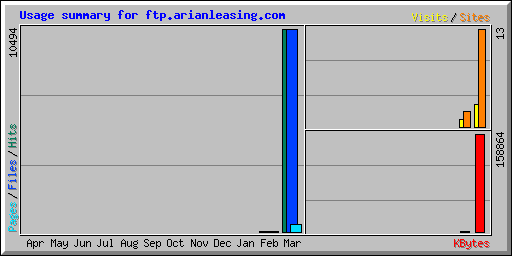 Usage summary for ftp.arianleasing.com
Visits/Sites
10494
13
Pages/Files/Hits
158864
Apr May Jun Jul Aug Sep Oct Nov Dec Jan Feb Mar
KBytes